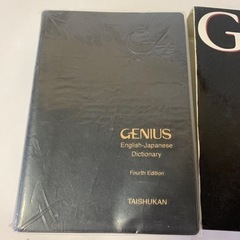 GENIUS
English-Japanese
Dictionary
Fourth Edition
TAISHUKAN
G